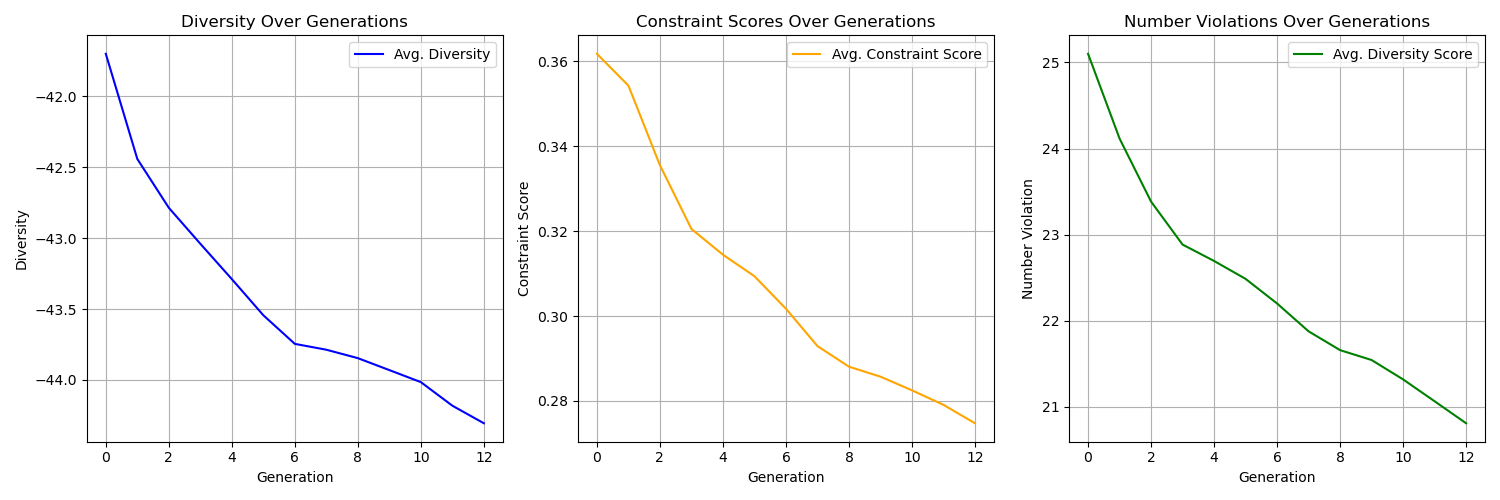 Diversity Over Generations
Avg. Diversity
Diversity
−42.0
−42.5
−43.0
−43.5
−44.0
0 2 4 6 8 10 12
Generation
Constraint Scores Over Generations
Avg. Constraint Score
Constraint Score
0.36
0.34
0.32
0.30
0.28
0 2 4 6 8 10 12
Generation
Number Violations Over Generations
Avg. Diversity Score
Number Violation
25
24
23
22
21
0 2 4 6 8 10 12
Generation